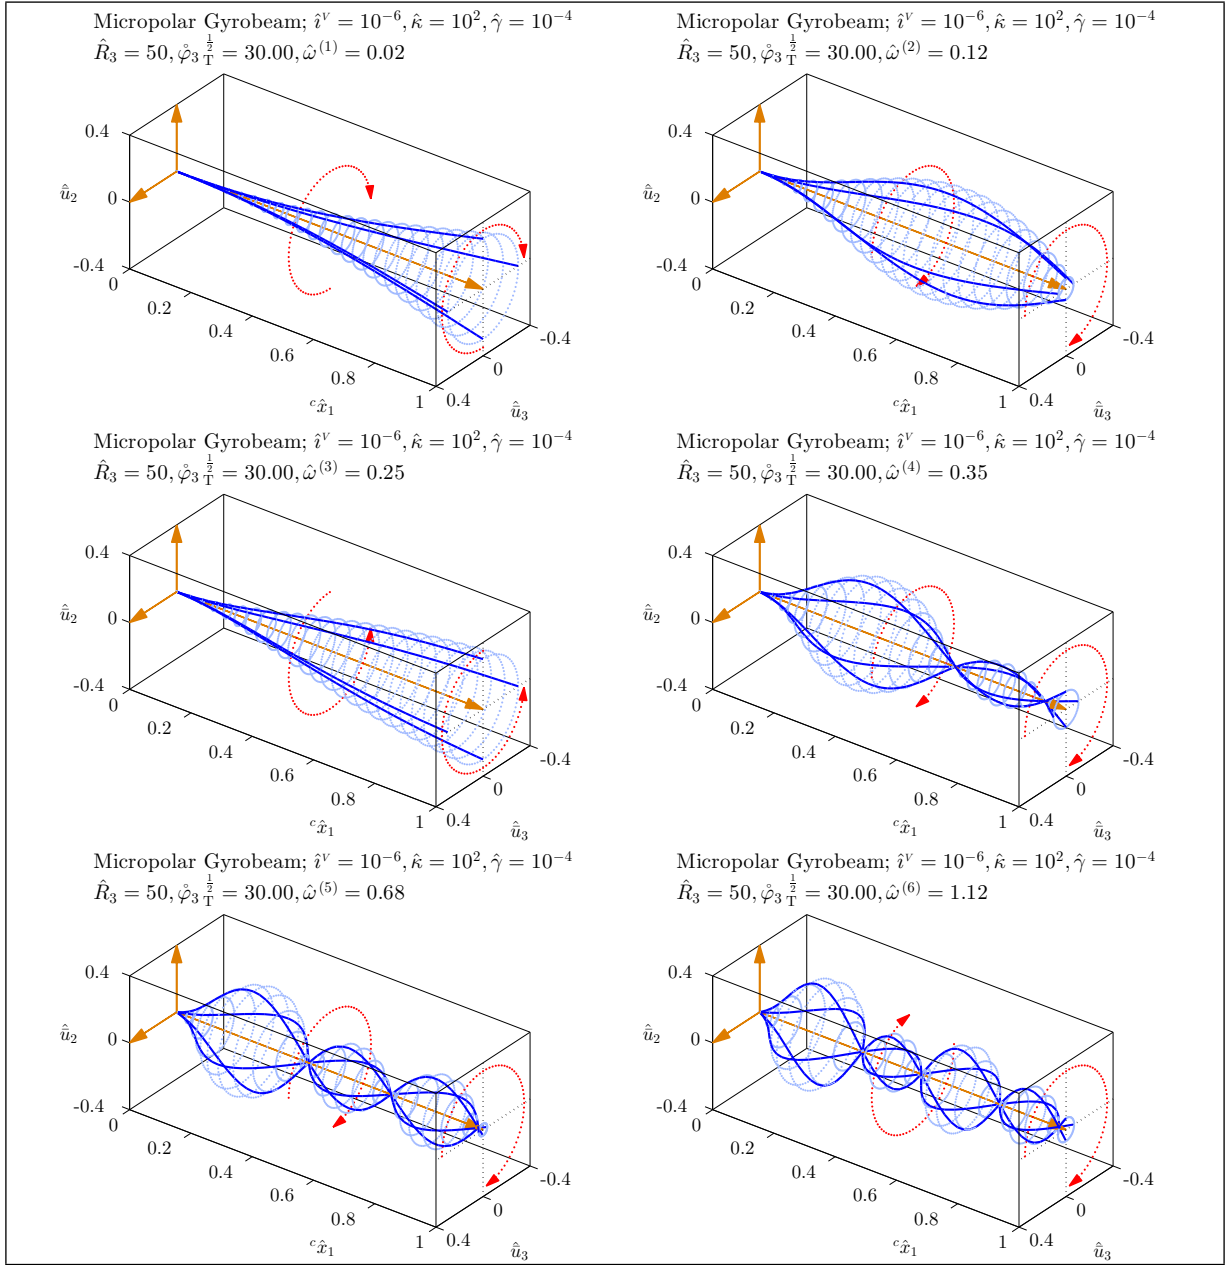 Micropolar Gyrobeam; î^V = 10^-6, κ̂ = 10^2, γ̂ = 10^-4
R̂_3 = 50, φ̊_3 T^1/2 = 30.00, ω̂^(1) = 0.02
0.4
û̄_2
0
-0.4
0
0.2
0.4
0.6
0.8
1
^c x̂_1
0.4
0
-0.4
û̄_3
Micropolar Gyrobeam; î^V = 10^-6, κ̂ = 10^2, γ̂ = 10^-4
R̂_3 = 50, φ̊_3 T^1/2 = 30.00, ω̂^(2) = 0.12
0.4
û̄_2
0
-0.4
0
0.2
0.4
0.6
0.8
1
^c x̂_1
0.4
0
-0.4
û̄_3
Micropolar Gyrobeam; î^V = 10^-6, κ̂ = 10^2, γ̂ = 10^-4
R̂_3 = 50, φ̊_3 T^1/2 = 30.00, ω̂^(3) = 0.25
0.4
û̄_2
0
-0.4
0
0.2
0.4
0.6
0.8
1
^c x̂_1
0.4
0
-0.4
û̄_3
Micropolar Gyrobeam; î^V = 10^-6, κ̂ = 10^2, γ̂ = 10^-4
R̂_3 = 50, φ̊_3 T^1/2 = 30.00, ω̂^(4) = 0.35
0.4
û̄_2
0
-0.4
0
0.2
0.4
0.6
0.8
1
^c x̂_1
0.4
0
-0.4
û̄_3
Micropolar Gyrobeam; î^V = 10^-6, κ̂ = 10^2, γ̂ = 10^-4
R̂_3 = 50, φ̊_3 T^1/2 = 30.00, ω̂^(5) = 0.68
0.4
û̄_2
0
-0.4
0
0.2
0.4
0.6
0.8
1
^c x̂_1
0.4
0
-0.4
û̄_3
Micropolar Gyrobeam; î^V = 10^-6, κ̂ = 10^2, γ̂ = 10^-4
R̂_3 = 50, φ̊_3 T^1/2 = 30.00, ω̂^(6) = 1.12
0.4
û̄_2
0
-0.4
0
0.2
0.4
0.6
0.8
1
^c x̂_1
0.4
0
-0.4
û̄_3